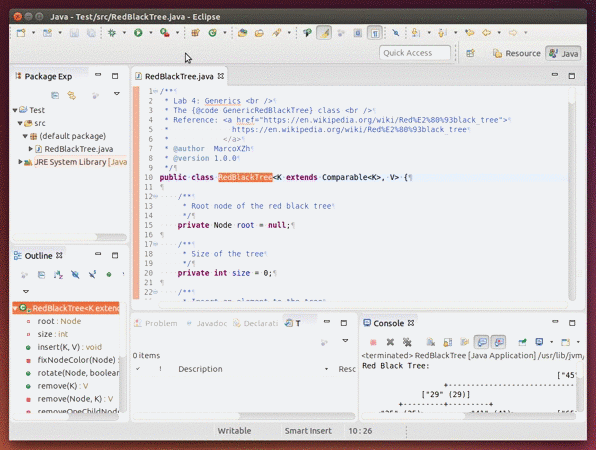 Java - Test/src/RedBlackTree.java - Eclipse
Quick Access
Resource
Java
Package Exp
Test
src
(default package)
RedBlackTree.java
JRE System Library [Java
Outline
RedBlackTree<K exten
root : Node
size : int
insert(K, V) : void
fixNodeColor(Node) :
rotate(Node, boolean
remove(K) : V
remove(Node, K) : V
removeOneChildNod
RedBlackTree.java
1 /**
2  * Lab 4: Generics <br />
3  * The {@code GenericRedBlackTree} class <br />
4  * Reference: <a href="https://en.wikipedia.org/wiki/Red%E2%80%93black_tree">
5  * https://en.wikipedia.org/wiki/Red%E2%80%93black_tree
6  * </a>
7  * @author MarcoXZh
8  * @version 1.0.0
9  */
10 public class RedBlackTree<K extends Comparable<K>, V> {
11
12 /**
13  * Root node of the red black tree
14  */
15 private Node root = null;
16
17 /**
18  * Size of the tree
19  */
20 private int size = 0;
21
22 /**
Problem
Javadoc
Declarati
T
0 items
! Description
Resc
Console
<terminated> RedBlackTree [Java Application] /usr/lib/jvm/
Red Black Tree:
["45"
+----------
["29" (29)]
+---------+---------+
Writable
Smart Insert
10 : 26